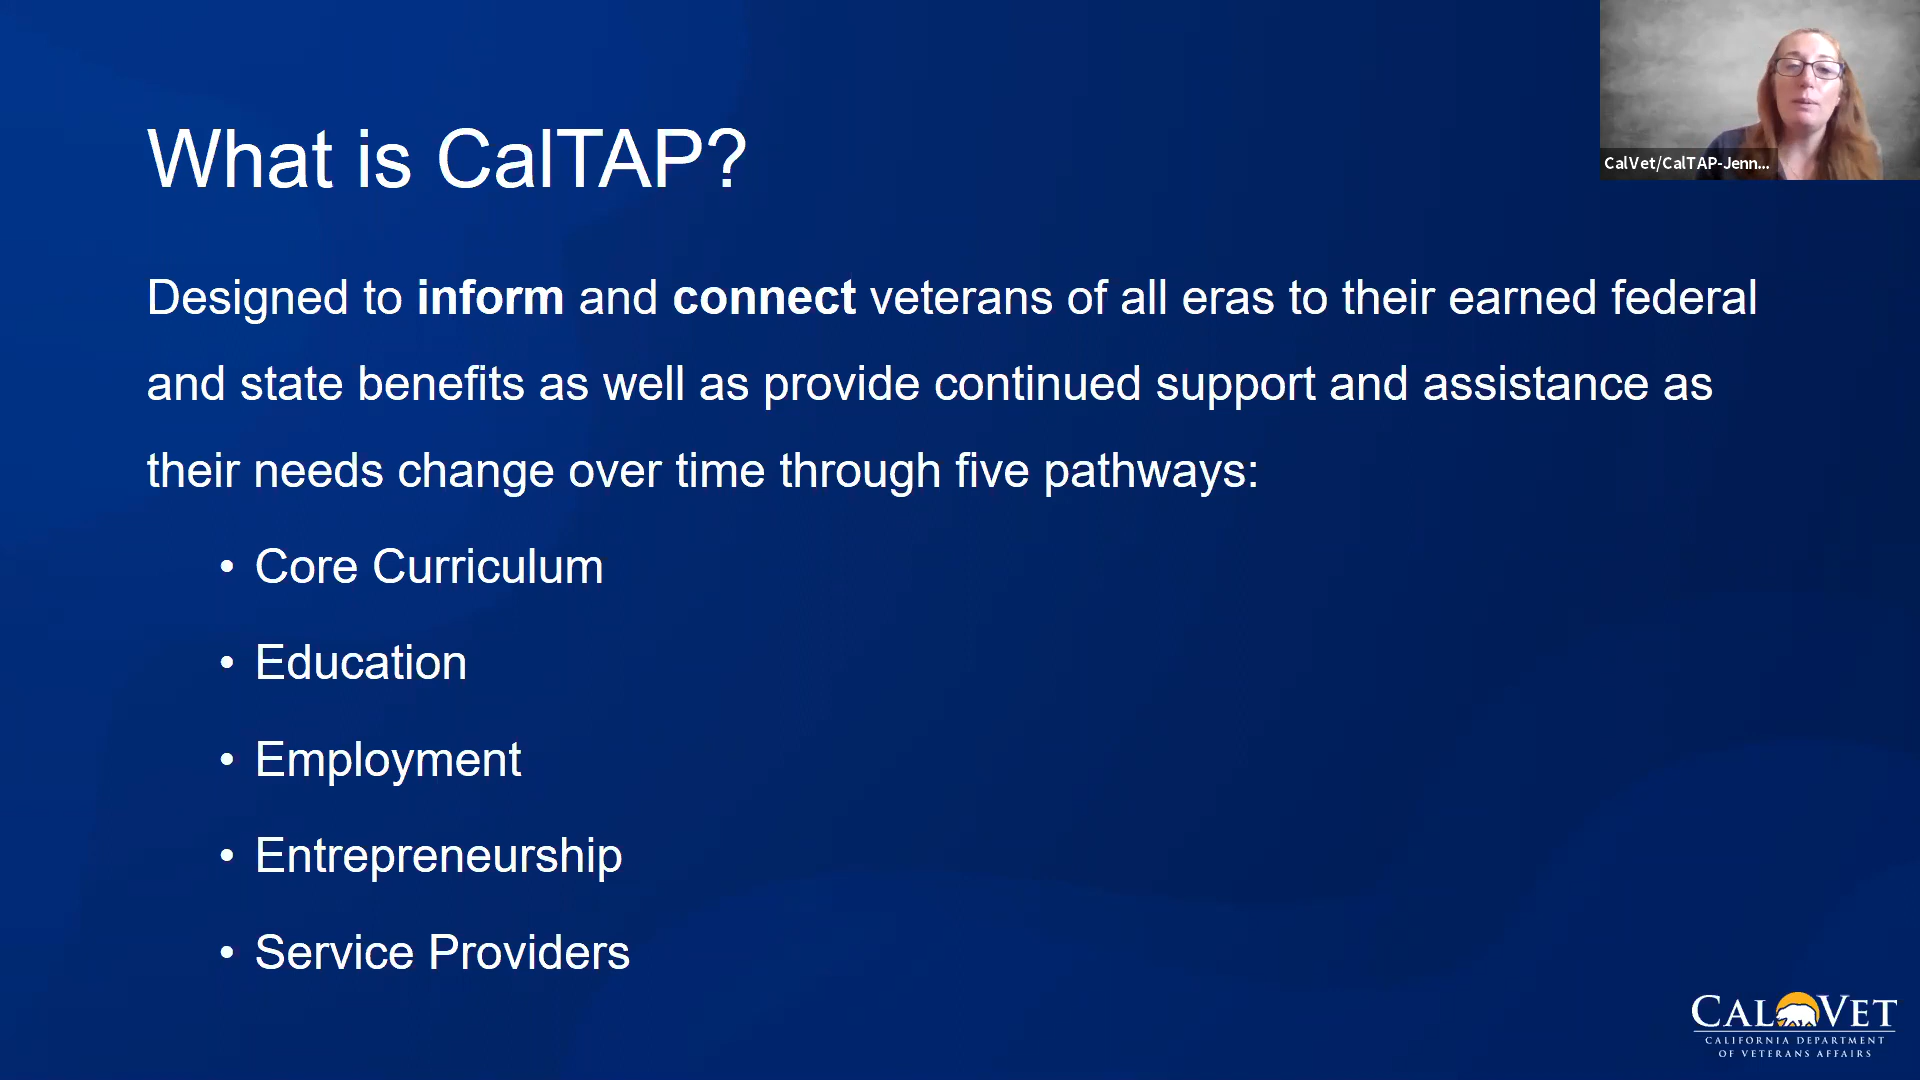 What is CalTAP?
CalVet/CalTAP-Jenn...
Designed to inform and connect veterans of all eras to their earned federal
and state benefits as well as provide continued support and assistance as
their needs change over time through five pathways:
• Core Curriculum
• Education
• Employment
• Entrepreneurship
• Service Providers
CALVET
CALIFORNIA DEPARTMENT
OF VETERANS AFFAIRS